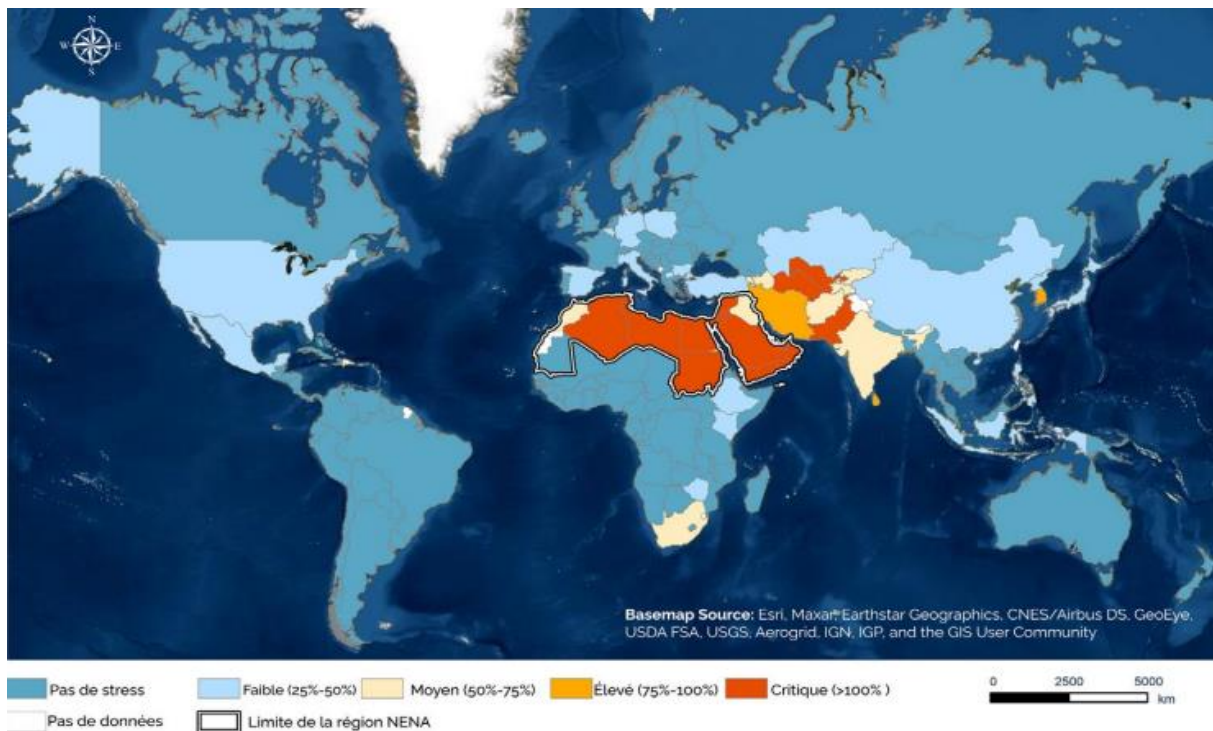 N
W E
S
Basemap Source: Esri, Maxar, Earthstar Geographics, CNES/Airbus DS, GeoEye,
USDA FSA, USGS, Aerogrid, IGN, IGP, and the GIS User Community
Pas de stress Faible (25%-50%) Moyen (50%-75%) Élevé (75%-100%) Critique (>100% )
0 2500 5000
km
Pas de données Limite de la région NENA